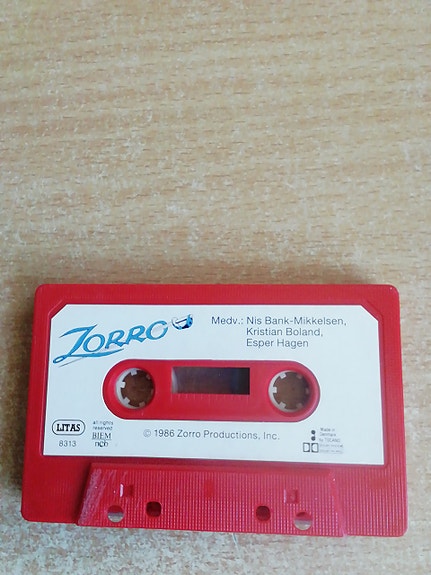 ZORRO
Medv.: Nis Bank-Mikkelsen,
Kristian Boland,
Esper Hagen
LITAS
8313
all rights
reserved
BIEM
ncb
© 1986 Zorro Productions, Inc.
Made in
Denmark